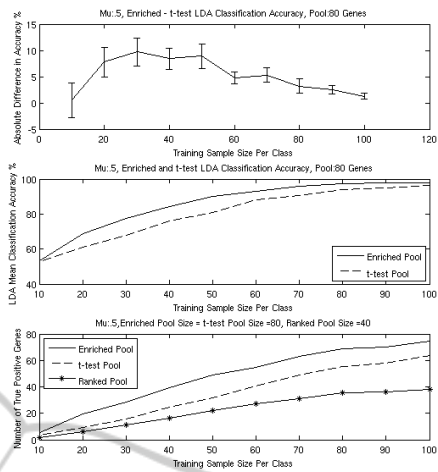 Mu:.5, Enriched - t-test LDA Classification Accuracy, Pool:80 Genes
Absolute Difference in Accuracy %
15
10
5
0
-5
0 20 40 60 80 100 120
Training Sample Size Per Class
Mu:.5, Enriched and t-test LDA Classification Accuracy, Pool:80 Genes
LDA Mean Classification Accuracy %
100
80
60
40
Enriched Pool
t-test Pool
10 20 30 40 50 60 70 80 90 100
Training Sample Size Per Class
Mu:.5,Enriched Pool Size = t-test Pool Size =80, Ranked Pool Size =40
Number of True Positive Genes
80
60
40
20
0
Enriched Pool
t-test Pool
Ranked Pool
10 20 30 40 50 60 70 80 90 100
Training Sample Size Per Class